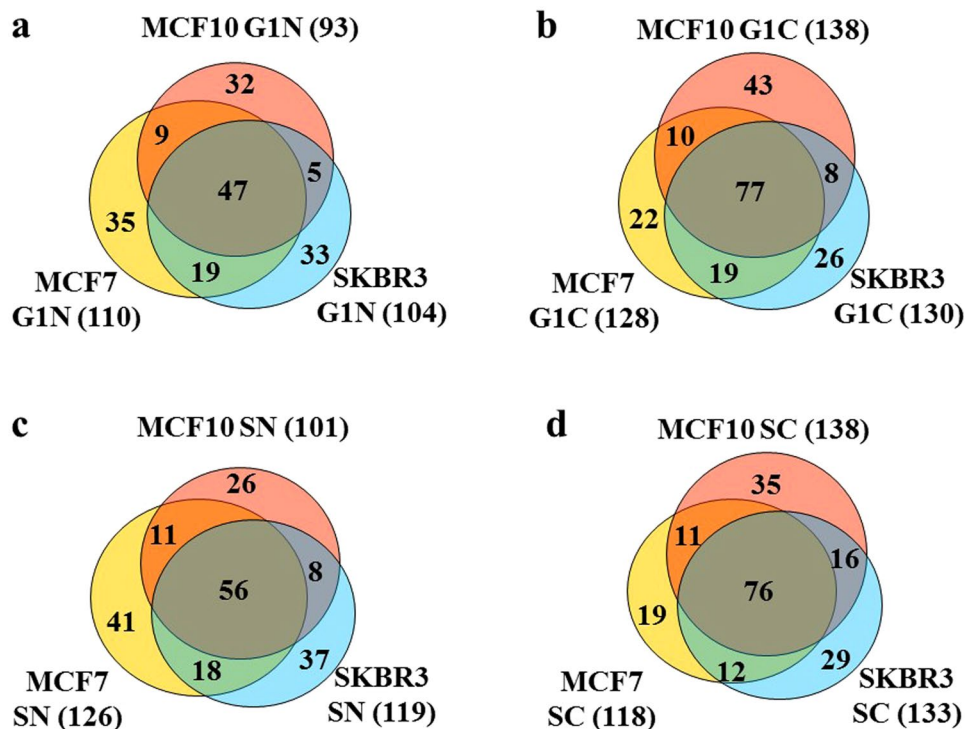 a
MCF10 G1N (93)
32
9
5
47
35
19
33
MCF7
G1N (110)
SKBR3
G1N (104)
b
MCF10 G1C (138)
43
10
8
77
22
19
26
MCF7
G1C (128)
SKBR3
G1C (130)
c
MCF10 SN (101)
26
11
8
56
41
18
37
MCF7
SN (126)
SKBR3
SN (119)
d
MCF10 SC (138)
35
11
16
76
19
12
29
MCF7
SC (118)
SKBR3
SC (133)